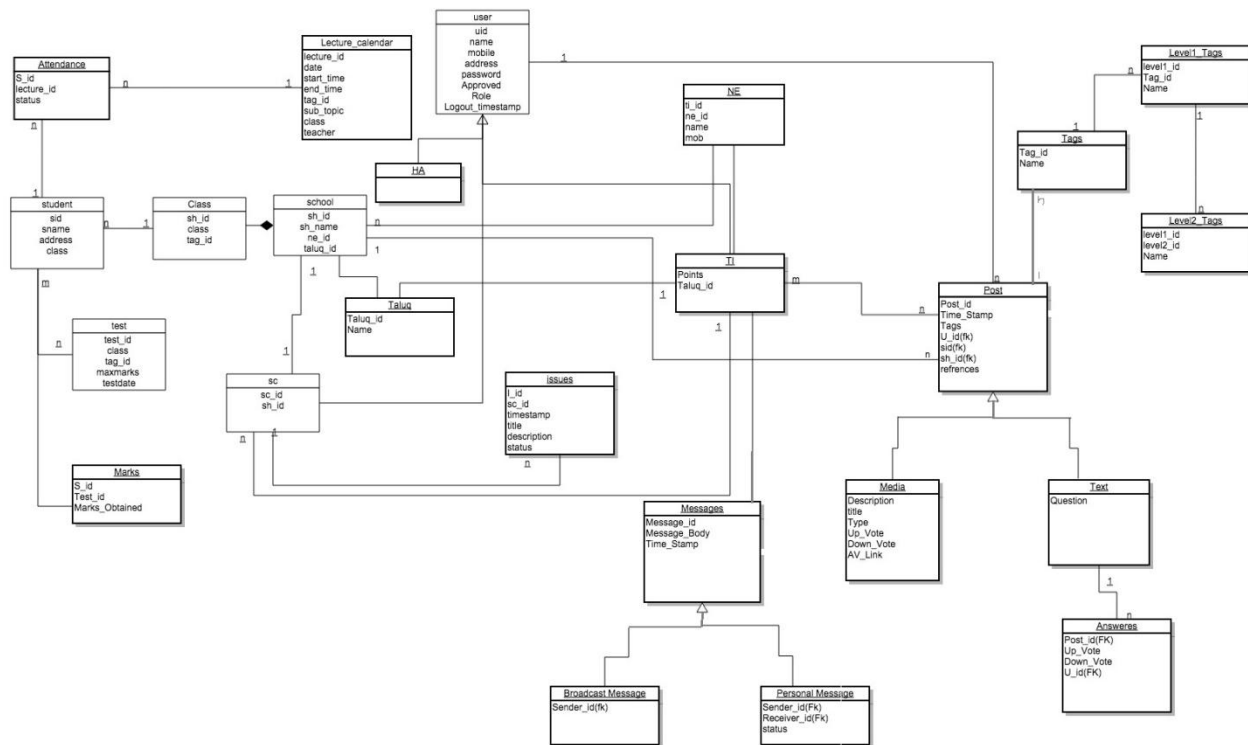 user
uid
name
mobile
address
password
Approved
Role
Logout_timestamp
Lecture_calendar
lecture_id
date
start_time
end_time
tag_id
sub_topic
class
teacher
Attendance
S_id
lecture_id
status
n
1
1
n
1
Level1_Tags
level1_id
Tag_id
Name
n
1
1
n
NE
ti_id
ne_id
name
mob
Tags
Tag_id
Name
HA
student
sid
sname
address
class
n
1
Class
sh_id
class
tag_id
school
sh_id
sh_name
ne_id
taluq_id
n
1
1
Level2_Tags
level1_id
level2_id
Name
TI
Points
Taluq_id
m
n
1
1
n
Post
Post_id
Time_Stamp
Tags
U_id(fk)
sid(fk)
sh_id(fk)
refrences
n
Taluq
Taluq_id
Name
m
n
test
test_id
class
tag_id
maxmarks
testdate
1
sc
sc_id
sh_id
n
1
issues
I_id
sc_id
timestamp
title
description
status
n
Marks
S_id
Test_id
Marks_Obtained
Messages
Message_id
Message_Body
Time_Stamp
Media
Description
title
Type
Up_Vote
Down_Vote
AV_Link
Text
Question
1
n
Answeres
Post_id(FK)
Up_Vote
Down_Vote
U_id(FK)
Broadcast Message
Sender_id(fk)
Personal Message
Sender_id(Fk)
Receiver_id(Fk)
status